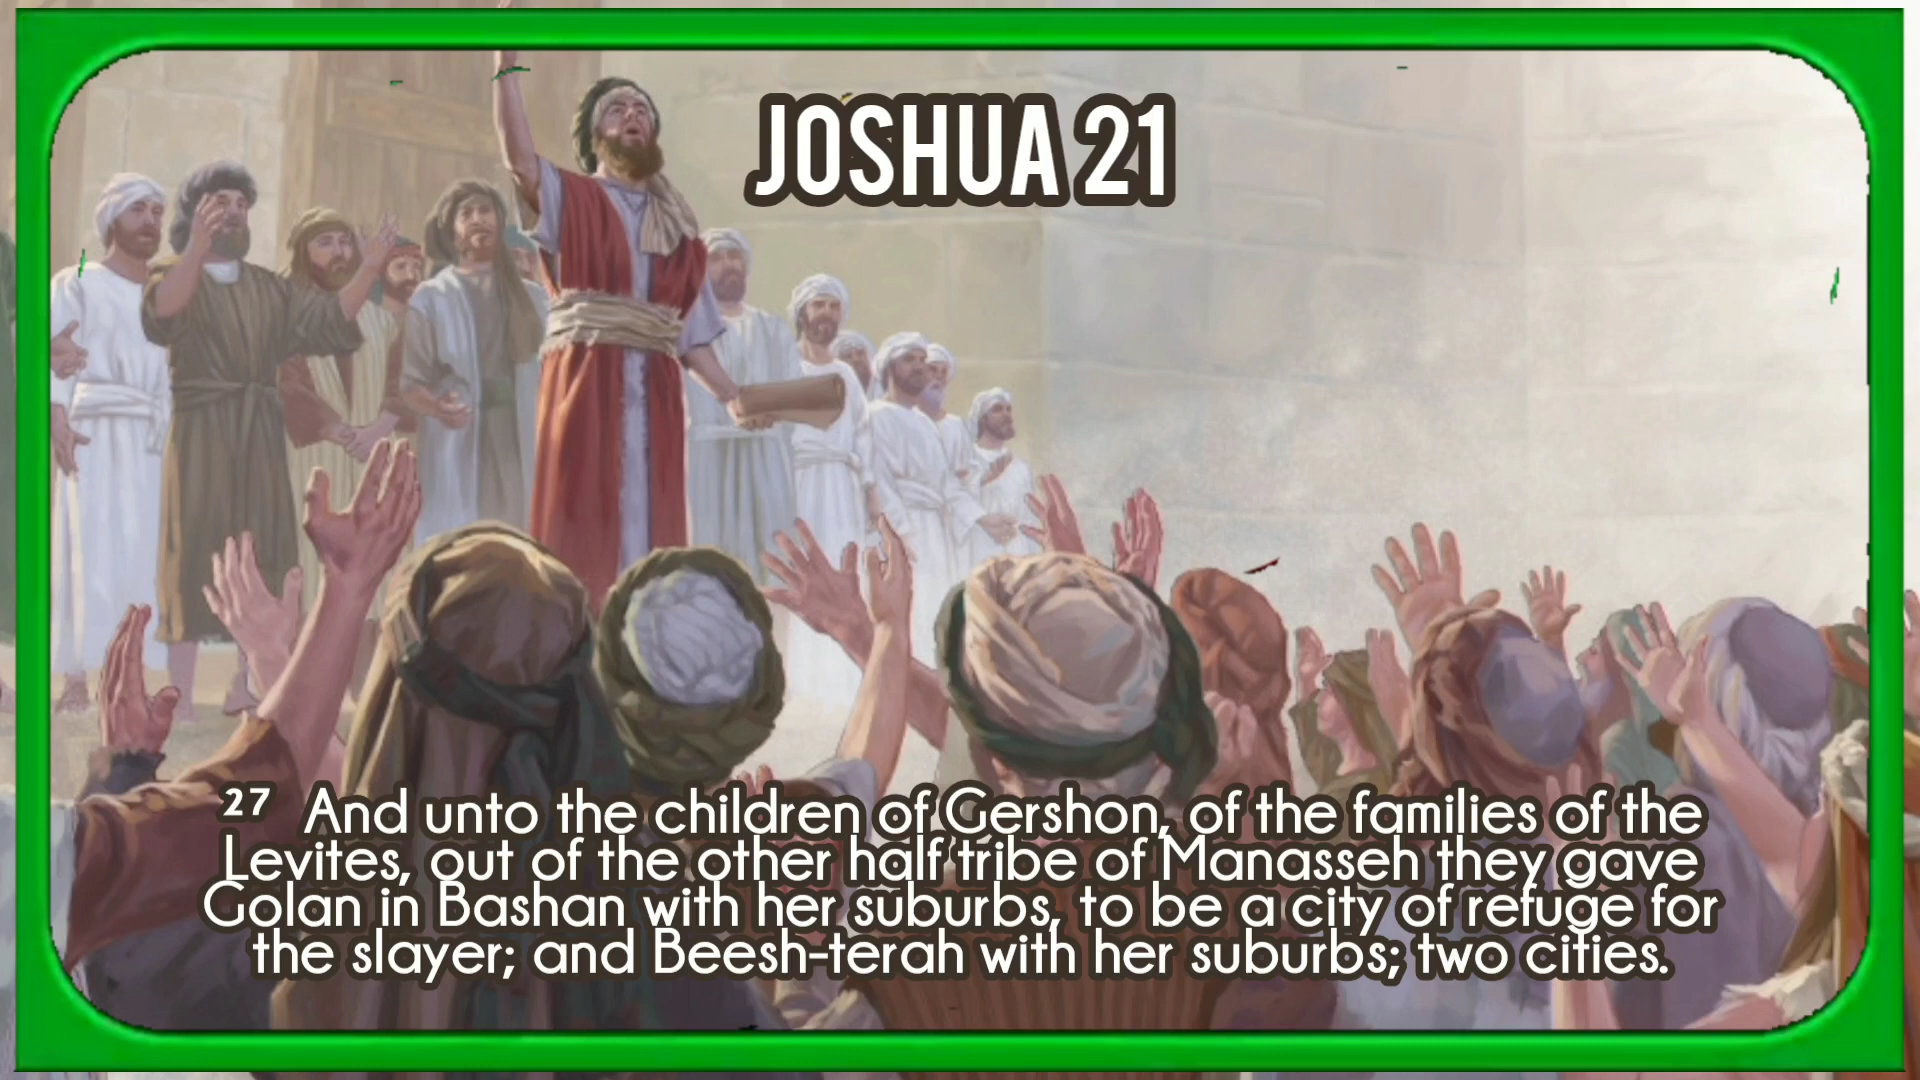 JOSHUA 21
27 And unto the children of Gershon, of the families of the
Levites, out of the other half tribe of Manasseh they gave
Golan in Bashan with her suburbs, to be a city of refuge for
the slayer; and Beesh-terah with her suburbs; two cities.